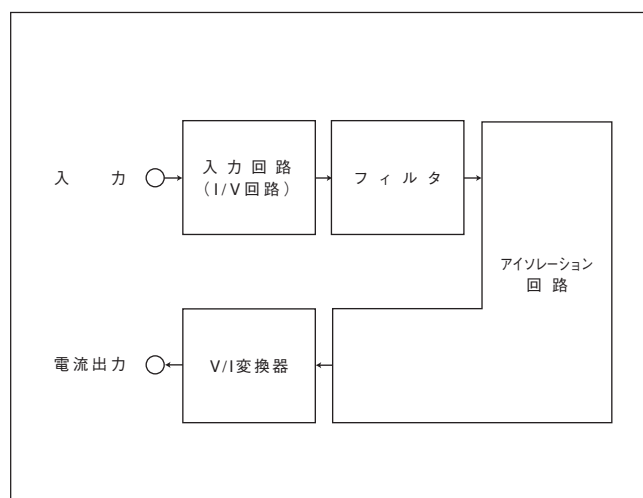 入力
入力回路
（I/V回路）
フィルタ
アイソレーション
回路
電流出力
V/I変換器